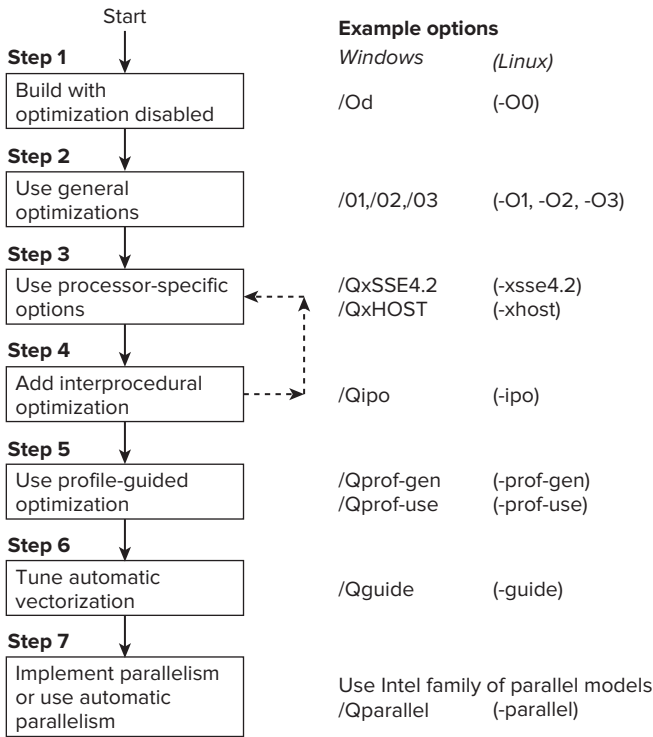 Start
Example options
Windows (Linux)
Step 1
Build with
optimization disabled
/Od (-O0)
Step 2
Use general
optimizations
/01,/02,/03 (-O1, -O2, -O3)
Step 3
Use processor-specific
options
/QxSSE4.2 (-xsse4.2)
/QxHOST (-xhost)
Step 4
Add interprocedural
optimization
/Qipo (-ipo)
Step 5
Use profile-guided
optimization
/Qprof-gen (-prof-gen)
/Qprof-use (-prof-use)
Step 6
Tune automatic
vectorization
/Qguide (-guide)
Step 7
Implement parallelism
or use automatic
parallelism
Use Intel family of parallel models
/Qparallel (-parallel)